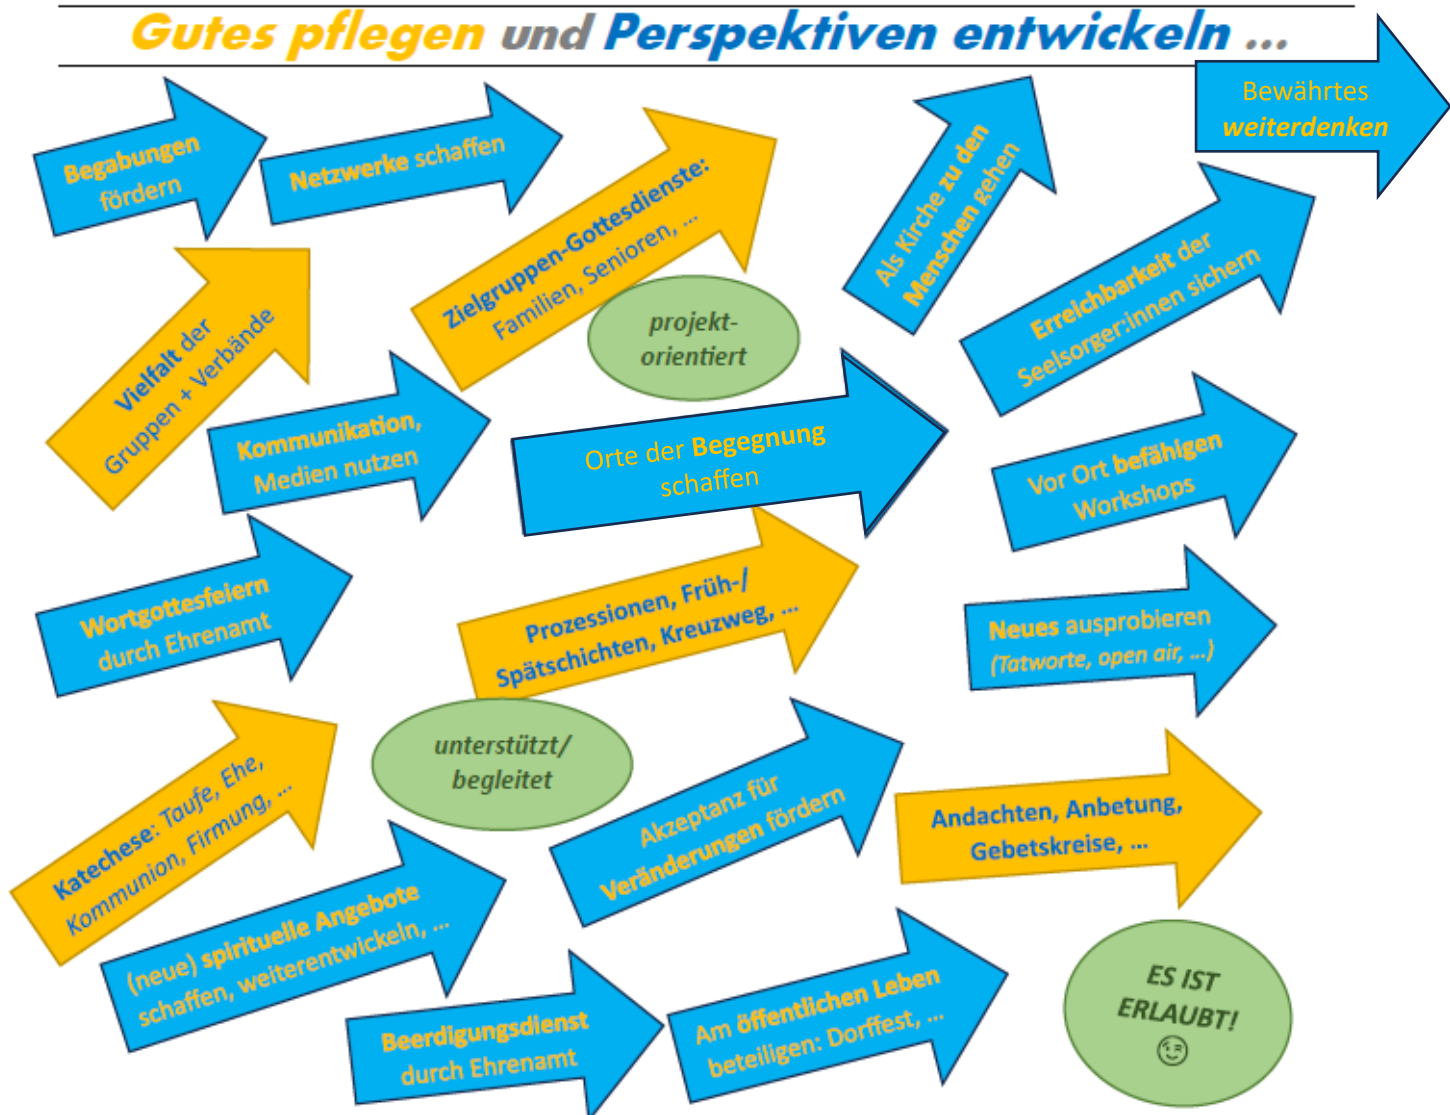 Gutes pflegen und Perspektiven entwickeln ...
Bewährtes
weiterdenken
Begabungen
fördern
Netzwerke schaffen
Zielgruppen-Gottesdienste:
Familien, Senioren, ...
Als Kirche zu den
Menschen gehen
Erreichbarkeit der
Seelsorger:innen sichern
Vielfalt der
Gruppen + Verbände
projekt-
orientiert
Kommunikation,
Medien nutzen
Orte der Begegnung
schaffen
Vor Ort befähigen
Workshops
Wortgottesfeiern
durch Ehrenamt
Prozessionen, Früh-/
Spätschichten, Kreuzweg, ...
Neues ausprobieren
(Tatworte, open air, ...)
Katechese: Taufe, Ehe,
Kommunion, Firmung, ...
unterstützt/
begleitet
Akzeptanz für
Veränderungen fördern
Andachten, Anbetung,
Gebetskreise, ...
(neue) spirituelle Angebote
schaffen, weiterentwickeln, ...
Beerdigungsdienst
durch Ehrenamt
Am öffentlichen Leben
beteiligen: Dorffest, ...
ES IST
ERLAUBT!
😉